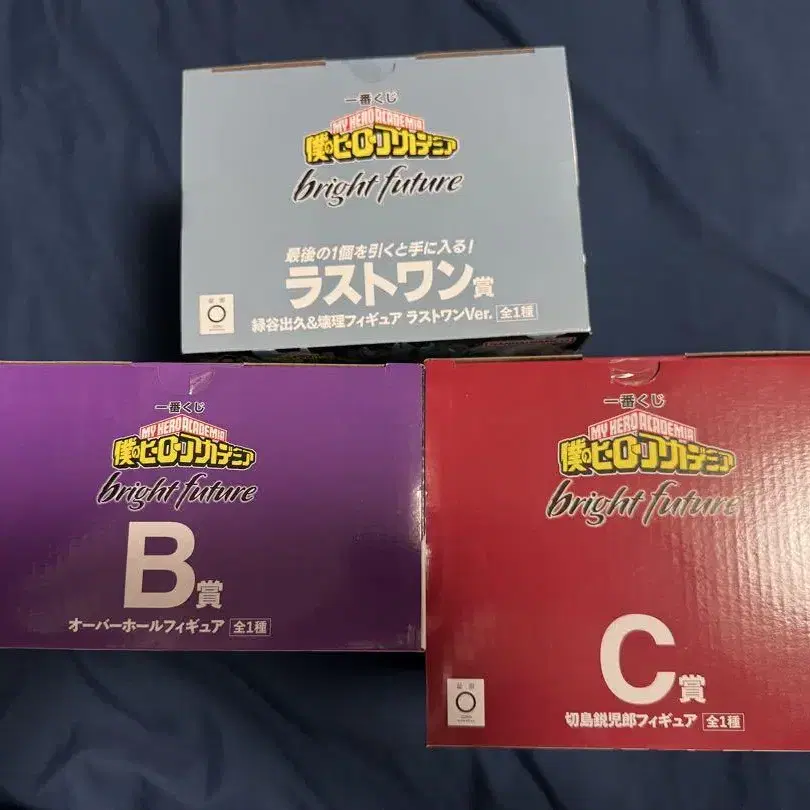 一番くじ
MY HERO ACADEMIA
僕のヒーローアカデミア
bright future
最後の1個を引くと手に入る!
ラストワン賞
緑谷出久&壊理フィギュア ラストワンVer. 全1種
一番くじ
MY HERO ACADEMIA
僕のヒーローアカデミア
bright future
B賞
オーバーホールフィギュア 全1種
一番くじ
MY HERO ACADEMIA
僕のヒーローアカデミア
bright future
C賞
切島鋭児郎フィギュア 全1種